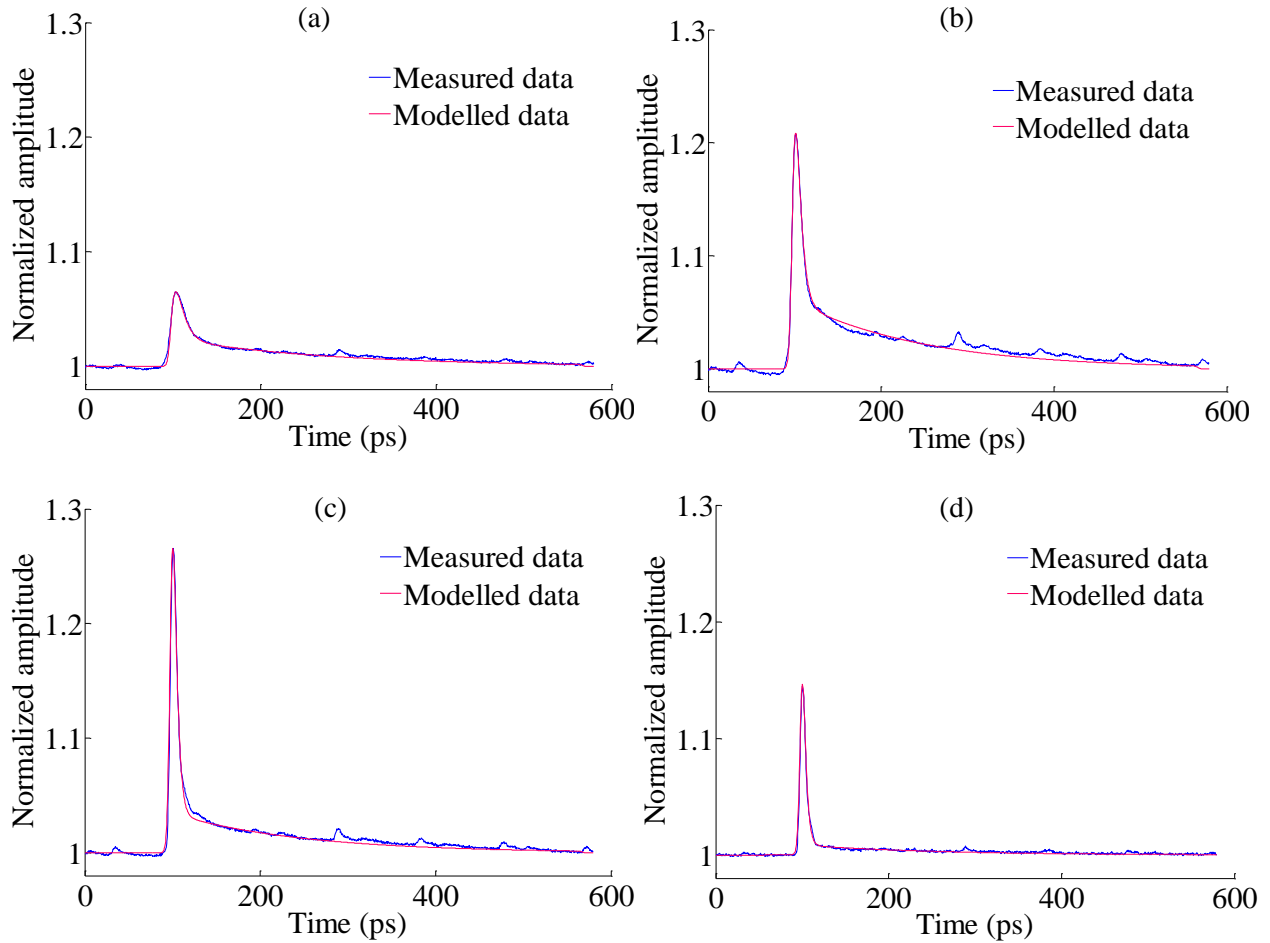 (a)
1.3
Measured data
Modelled data
1.2
1.1
1
Normalized amplitude
0
200
400
600
Time (ps)
(b)
1.3
Measured data
Modelled data
1.2
1.1
1
Normalized amplitude
0
200
400
600
Time (ps)
(c)
1.3
Measured data
Modelled data
1.2
1.1
1
Normalized amplitude
0
200
400
600
Time (ps)
(d)
1.3
Measured data
Modelled data
1.2
1.1
1
Normalized amplitude
0
200
400
600
Time (ps)